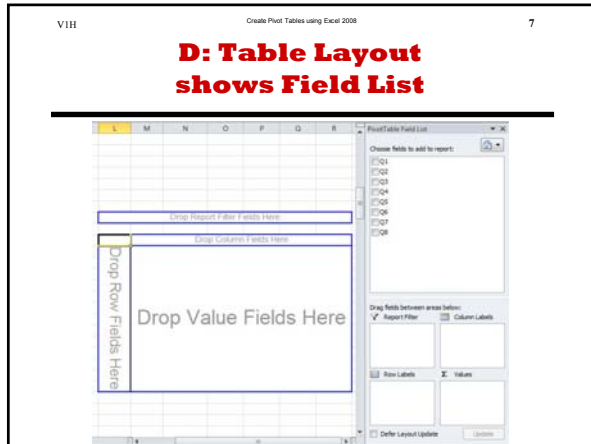 V1H
Create Pivot Tables using Excel 2008
7
D: Table Layout
shows Field List
L M N O P Q R
PivotTable Field List
Choose fields to add to report:
Q1
Q2
Q3
Q4
Q5
Q6
Q7
Q8
Drop Report Filter Fields Here
Drop Column Fields Here
Drop Row Fields Here
Drop Value Fields Here
Drag fields between areas below:
Report Filter
Column Labels
Row Labels
Σ Values
Defer Layout Update
Update